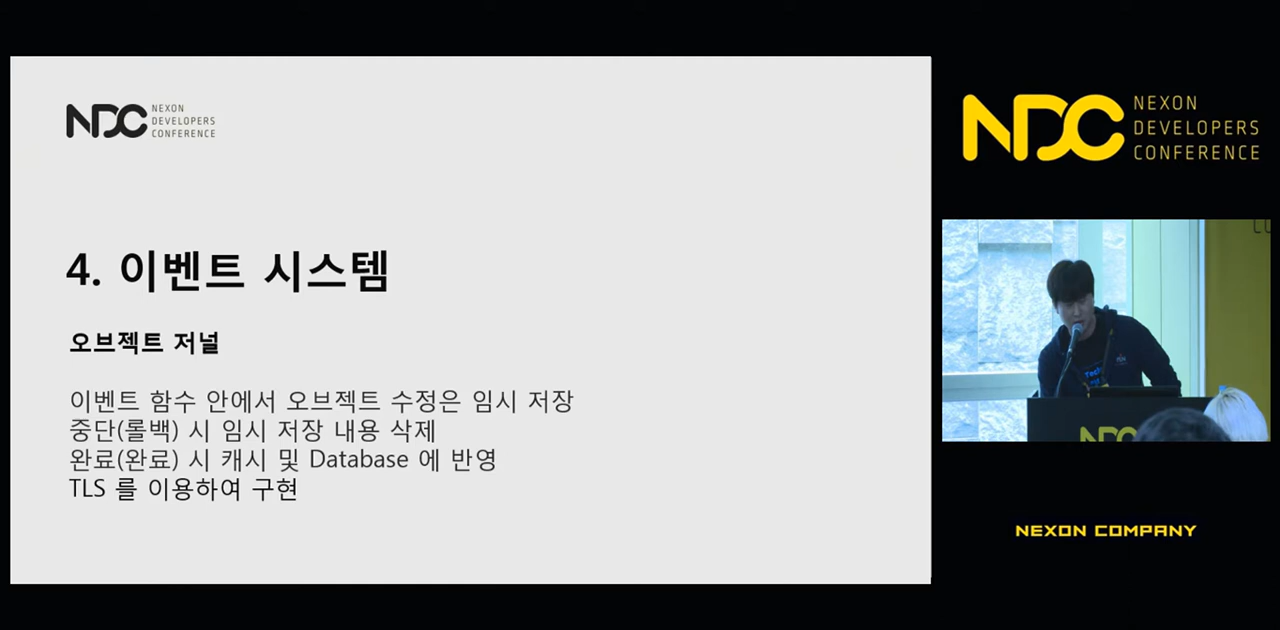 NDC NEXON
DEVELOPERS
CONFERENCE
4. 이벤트 시스템
오브젝트 저널
이벤트 함수 안에서 오브젝트 수정은 임시 저장
중단(롤백) 시 임시 저장 내용 삭제
완료(완료) 시 캐시 및 Database 에 반영
TLS 를 이용하여 구현
NDC NEXON
DEVELOPERS
CONFERENCE
Tech
NDC
NEXON COMPANY